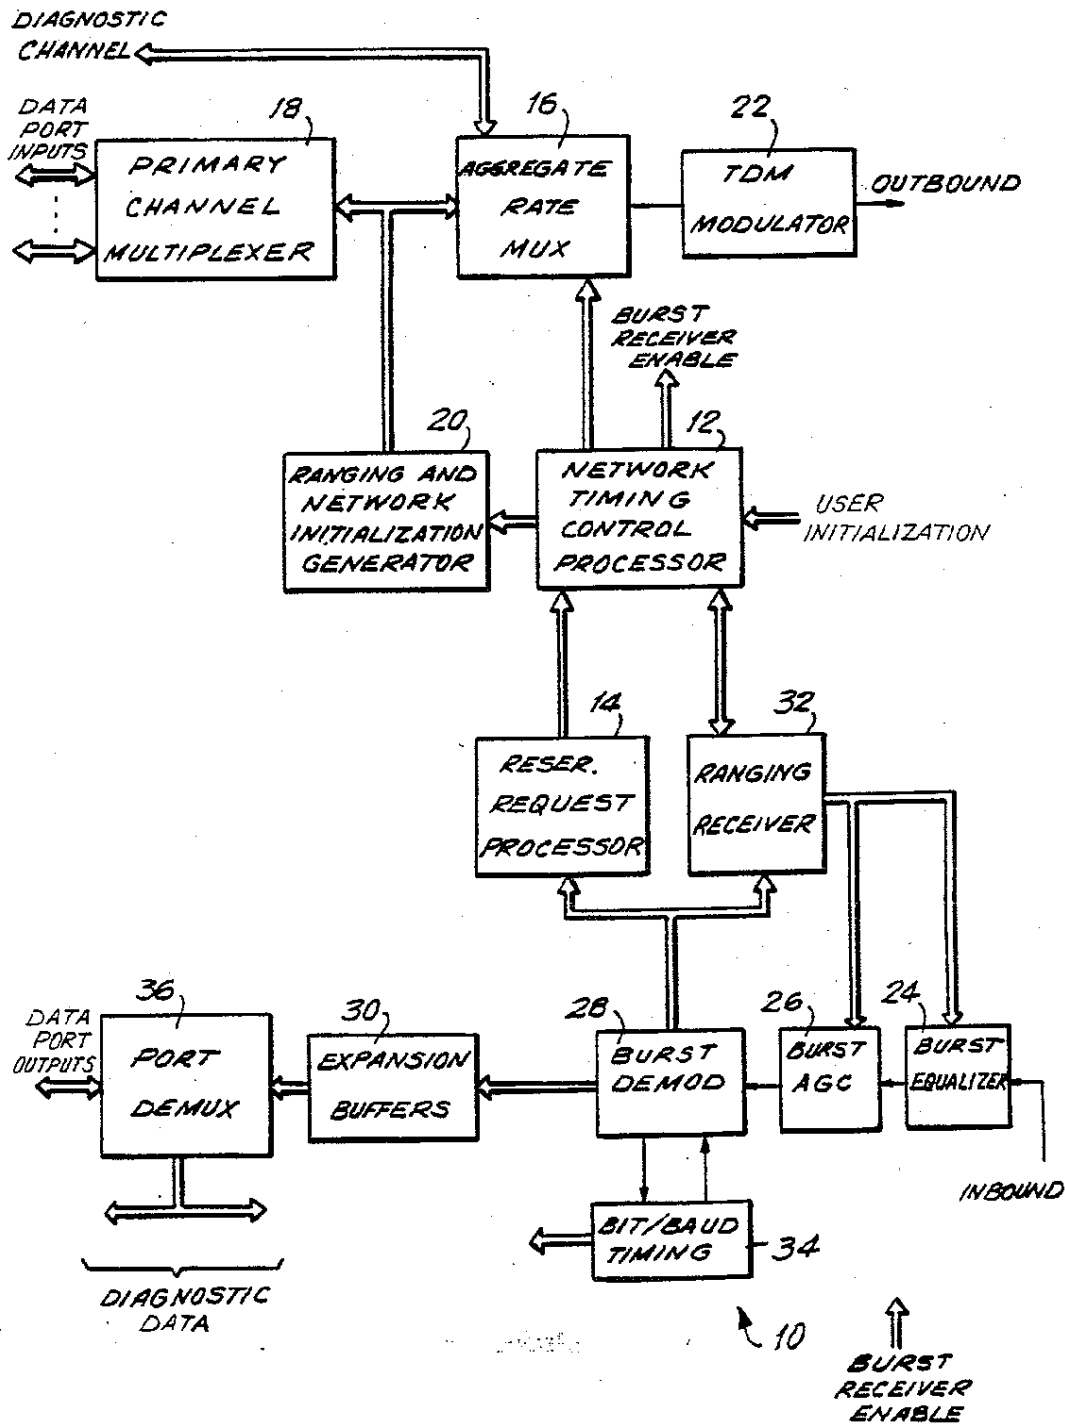 DIAGNOSTIC
CHANNEL
DATA
PORT
INPUTS
18
PRIMARY
CHANNEL
MULTIPLEXER
16
AGGREGATE
RATE
MUX
22
TDM
MODULATOR
OUTBOUND
BURST
RECEIVER
ENABLE
20
RANGING AND
NETWORK
INITIALIZATION
GENERATOR
12
NETWORK
TIMING
CONTROL
PROCESSOR
USER
INITIALIZATION
14
RESER.
REQUEST
PROCESSOR
32
RANGING
RECEIVER
DATA
PORT
OUTPUTS
36
PORT
DEMUX
30
EXPANSION
BUFFERS
28
BURST
DEMOD
26
BURST
AGC
24
BURST
EQUALIZER
INBOUND
BIT/BAUD
TIMING
34
DIAGNOSTIC
DATA
10
BURST
RECEIVER
ENABLE